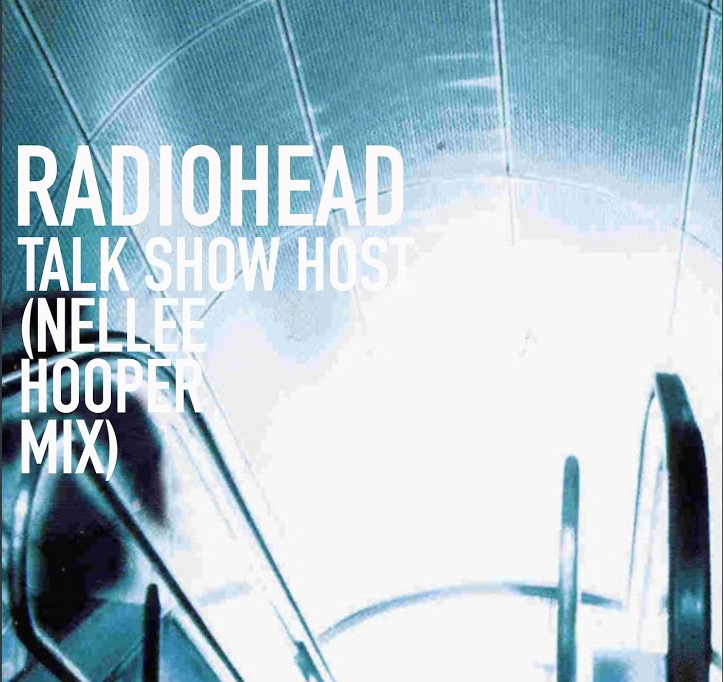 RADIOHEAD
TALK SHOW HOST
(NELLEE
HOOPER
MIX)